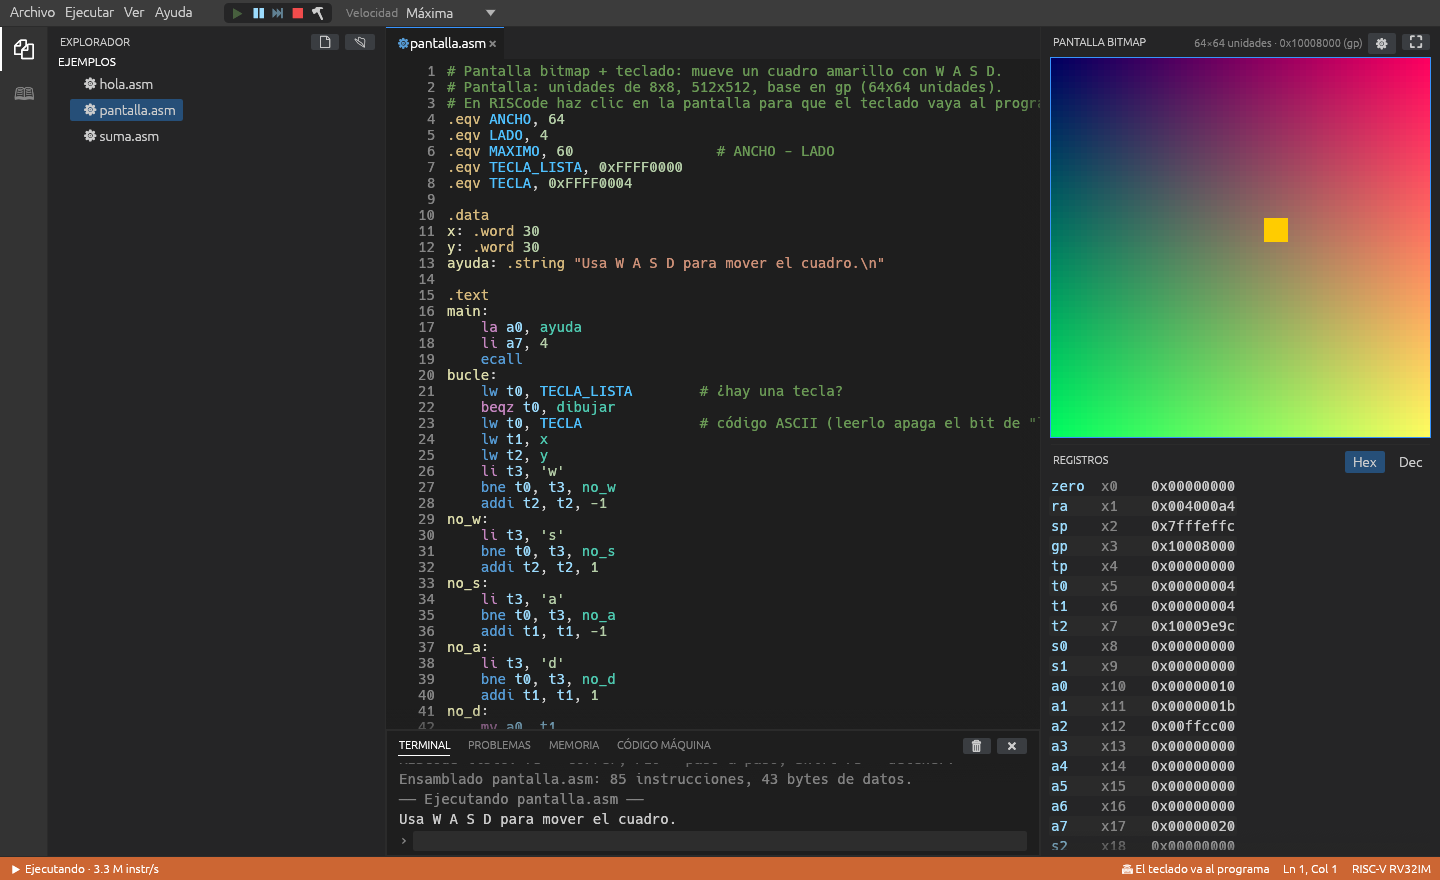 Archivo Ejecutar Ver Ayuda Velocidad Máxima
EXPLORADOR
EJEMPLOS
hola.asm
pantalla.asm
suma.asm
pantalla.asm ×
1 # Pantalla bitmap + teclado: mueve un cuadro amarillo con W A S D.
2 # Pantalla: unidades de 8x8, 512x512, base en gp (64x64 unidades).
3 # En RISCode haz clic en la pantalla para que el teclado vaya al progra
4 .eqv ANCHO, 64
5 .eqv LADO, 4
6 .eqv MAXIMO, 60 # ANCHO - LADO
7 .eqv TECLA_LISTA, 0xFFFF0000
8 .eqv TECLA, 0xFFFF0004
9
10 .data
11 x: .word 30
12 y: .word 30
13 ayuda: .string "Usa W A S D para mover el cuadro.\n"
14
15 .text
16 main:
17 la a0, ayuda
18 li a7, 4
19 ecall
20 bucle:
21 lw t0, TECLA_LISTA # ¿hay una tecla?
22 beqz t0, dibujar
23 lw t0, TECLA # código ASCII (leerlo apaga el bit de "
24 lw t1, x
25 lw t2, y
26 li t3, 'w'
27 bne t0, t3, no_w
28 addi t2, t2, -1
29 no_w:
30 li t3, 's'
31 bne t0, t3, no_s
32 addi t2, t2, 1
33 no_s:
34 li t3, 'a'
35 bne t0, t3, no_a
36 addi t1, t1, -1
37 no_a:
38 li t3, 'd'
39 bne t0, t3, no_d
40 addi t1, t1, 1
41 no_d:
42 mv a0, t1
TERMINAL PROBLEMAS MEMORIA CÓDIGO MÁQUINA
Ensamblado pantalla.asm: 85 instrucciones, 43 bytes de datos.
── Ejecutando pantalla.asm ──
Usa W A S D para mover el cuadro.
›
PANTALLA BITMAP 64×64 unidades · 0x10008000 (gp)
REGISTROS Hex Dec
zero x0 0x00000000
ra x1 0x004000a4
sp x2 0x7fffeffc
gp x3 0x10008000
tp x4 0x00000000
t0 x5 0x00000004
t1 x6 0x00000004
t2 x7 0x10009e9c
s0 x8 0x00000000
s1 x9 0x00000000
a0 x10 0x00000010
a1 x11 0x0000001b
a2 x12 0x00ffcc00
a3 x13 0x00000000
a4 x14 0x00000000
a5 x15 0x00000000
a6 x16 0x00000000
a7 x17 0x00000020
s2 x18 0x00000000
Ejecutando · 3.3 M instr/s El teclado va al programa Ln 1, Col 1 RISC-V RV32IM